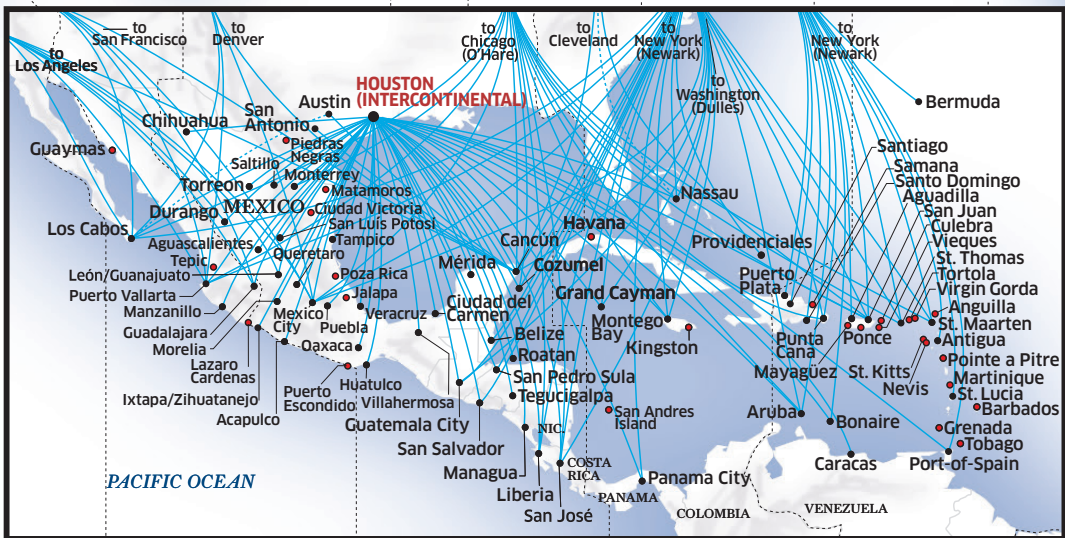 to
San Francisco
to
Denver
to
Los Angeles
to
Chicago
(O'Hare)
to
Cleveland
to
New York
(Newark)
to
Washington
(Dulles)
to
New York
(Newark)
HOUSTON
(INTERCONTINENTAL)
Austin
San
Antonio
Chihuahua
Guaymas
Piedras
Negras
Saltillo
Monterrey
Torreon
Matamoros
MEXICO
Durango
Ciudad Victoria
San Luis Potosi
Los Cabos
Tampico
Aguascalientes
Queretaro
Tepic
León/Guanajuato
Poza Rica
Puerto Vallarta
Jalapa
Manzanillo
Mexico
City
Veracruz
Puebla
Guadalajara
Morelia
Oaxaca
Lazaro
Cardenas
Puerto
Escondido
Huatulco
Ixtapa/Zihuatanejo
Villahermosa
Acapulco
Guatemala City
San Salvador
Managua
Liberia
San José
Mérida
Cancún
Cozumel
Ciudad del
Carmen
Belize
Roatan
San Pedro Sula
Tegucigalpa
NIC.
COSTA
RICA
PANAMA
Panama City
San Andres
Island
Havana
Grand Cayman
Montego
Bay
Kingston
Nassau
Bermuda
Providenciales
Puerto
Plata
Santiago
Samana
Santo Domingo
Aguadilla
San Juan
Culebra
Vieques
St. Thomas
Tortola
Virgin Gorda
Anguilla
St. Maarten
Antigua
Punta
Cana
Ponce
Mayagüez
St. Kitts
Nevis
Pointe a Pitre
Martinique
St. Lucia
Barbados
Grenada
Tobago
Port-of-Spain
Aruba
Bonaire
Caracas
COLOMBIA
VENEZUELA
PACIFIC OCEAN